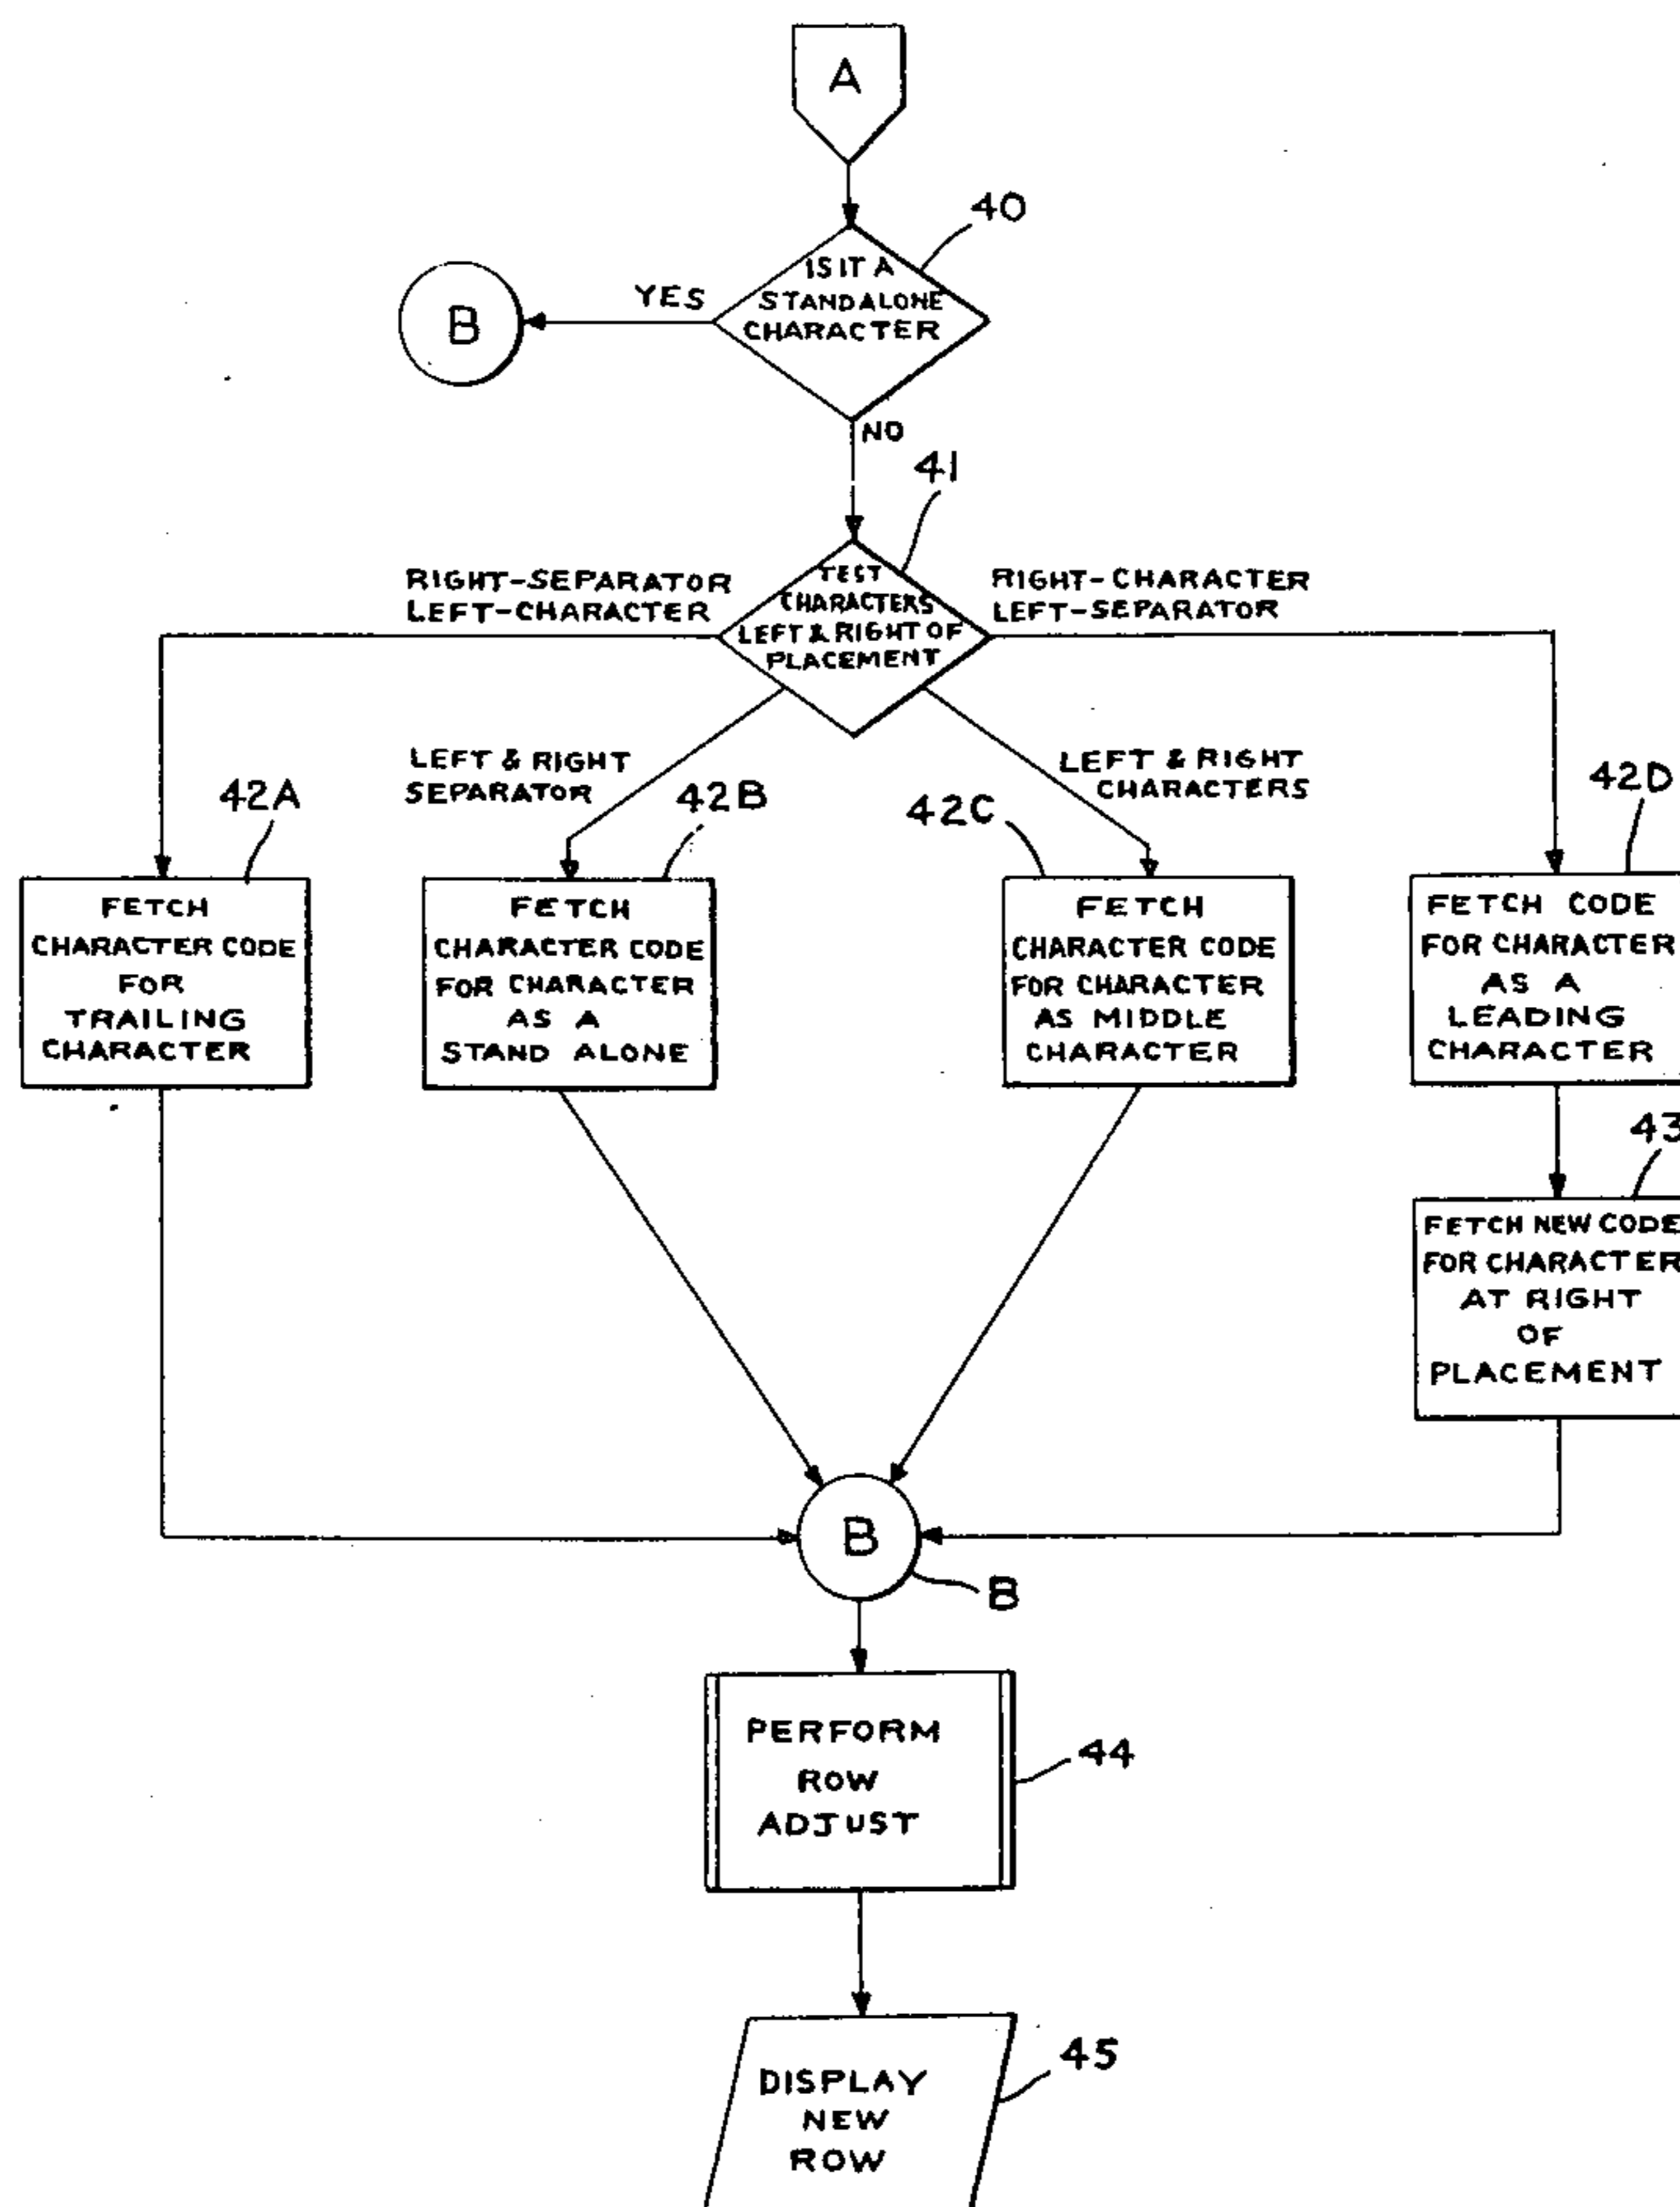 A
40
IS IT A
STANDALONE
CHARACTER
YES
B
NO
41
TEST
CHARACTERS
LEFT & RIGHT OF
PLACEMENT
RIGHT-SEPARATOR
LEFT-CHARACTER
RIGHT-CHARACTER
LEFT-SEPARATOR
LEFT & RIGHT
SEPARATOR
LEFT & RIGHT
CHARACTERS
42A
FETCH
CHARACTER CODE
FOR
TRAILING
CHARACTER
42B
FETCH
CHARACTER CODE
FOR CHARACTER
AS A
STAND ALONE
42C
FETCH
CHARACTER CODE
FOR CHARACTER
AS MIDDLE
CHARACTER
42D
FETCH CODE
FOR CHARACTER
AS A
LEADING
CHARACTER
43
FETCH NEW CODE
FOR CHARACTER
AT RIGHT
OF
PLACEMENT
B
B
PERFORM
ROW
ADJUST
44
DISPLAY
NEW
ROW
45